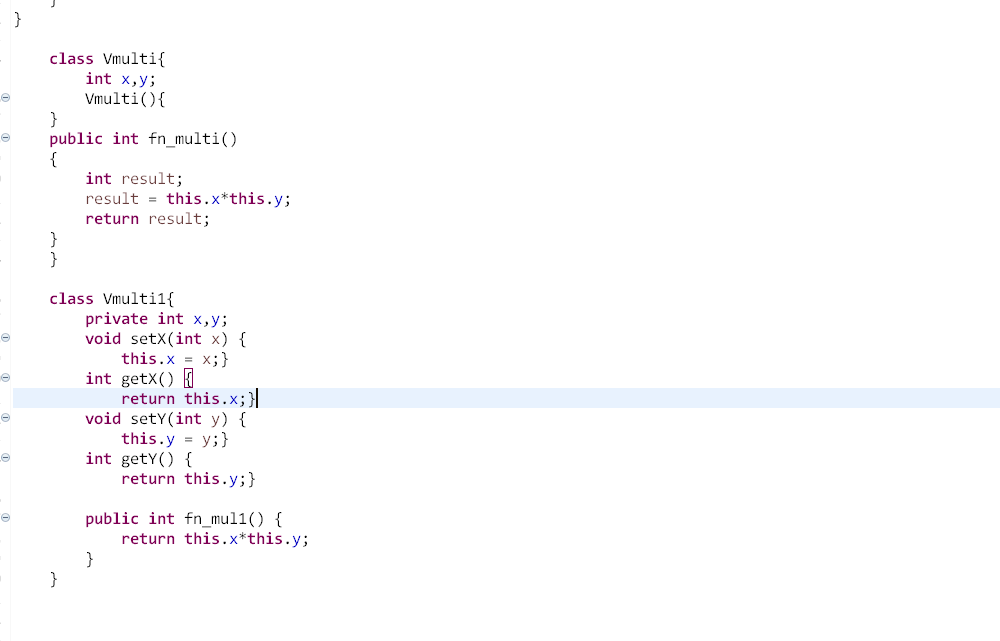 }
}
class Vmulti{
int x,y;
Vmulti(){
}
public int fn_multi()
{
int result;
result = this.x*this.y;
return result;
}
}
class Vmulti1{
private int x,y;
void setX(int x) {
this.x = x;}
int getX() {
return this.x;}
void setY(int y) {
this.y = y;}
int getY() {
return this.y;}
public int fn_mul1() {
return this.x*this.y;
}
}